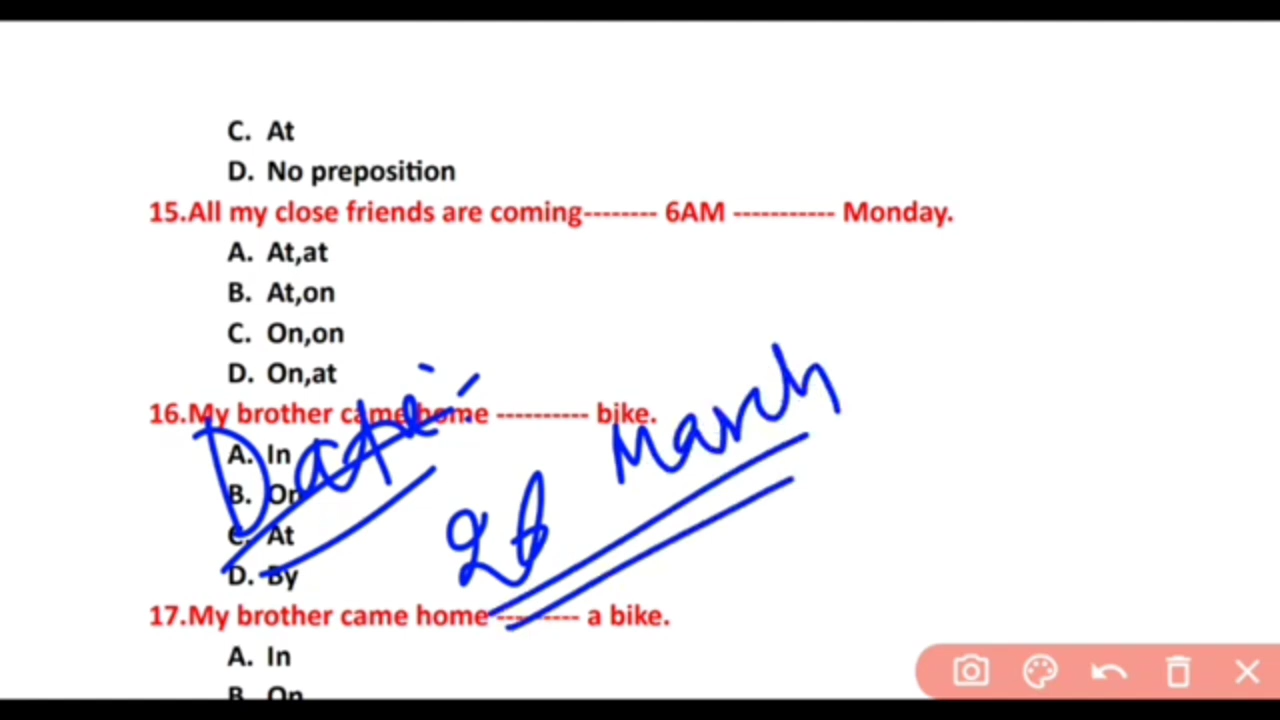 C. At
D. No preposition
15.All my close friends are coming-------- 6AM ----------- Monday.
A. At,at
B. At,on
C. On,on
D. On,at
16.My brother came home ---------- bike.
A. In
B. On
C. At
D. By
Date:
26 March
17.My brother came home --------- a bike.
A. In
B. On